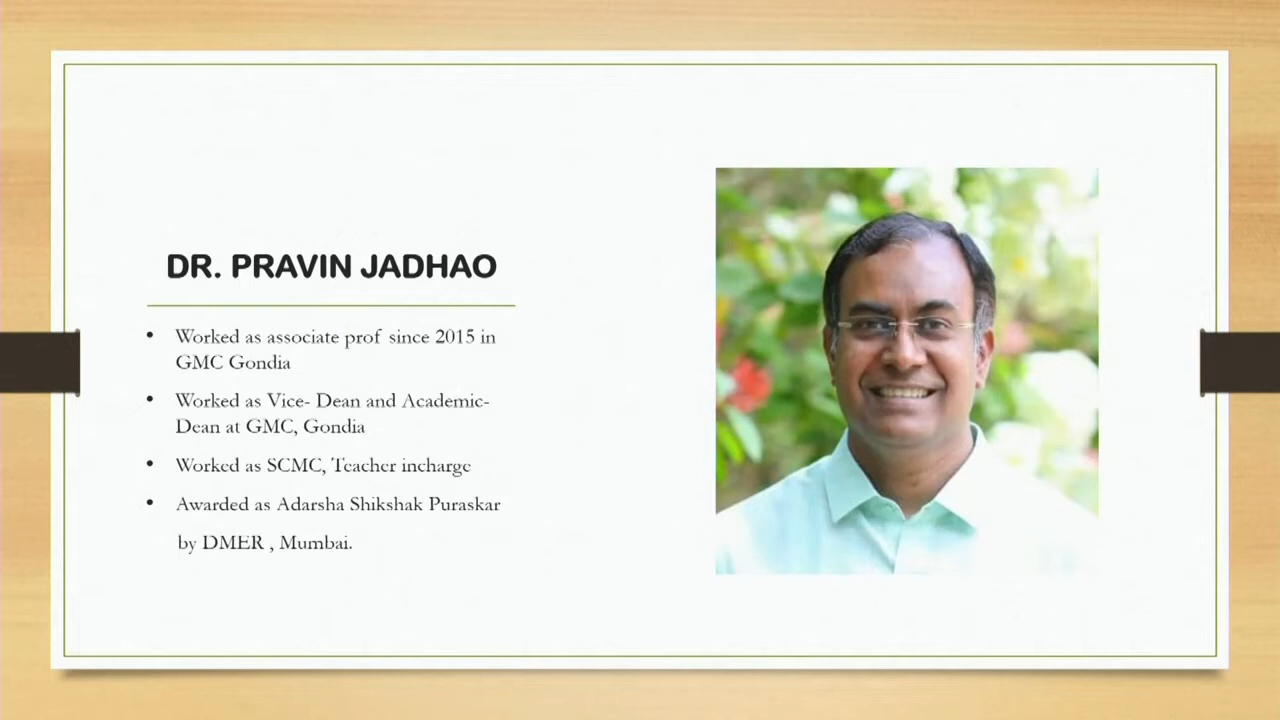 DR. PRAVIN JADHAO
• Worked as associate prof since 2015 in
GMC Gondia
• Worked as Vice- Dean and Academic-
Dean at GMC, Gondia
• Worked as SCMC, Teacher incharge
• Awarded as Adarsha Shikshak Puraskar
by DMER , Mumbai.